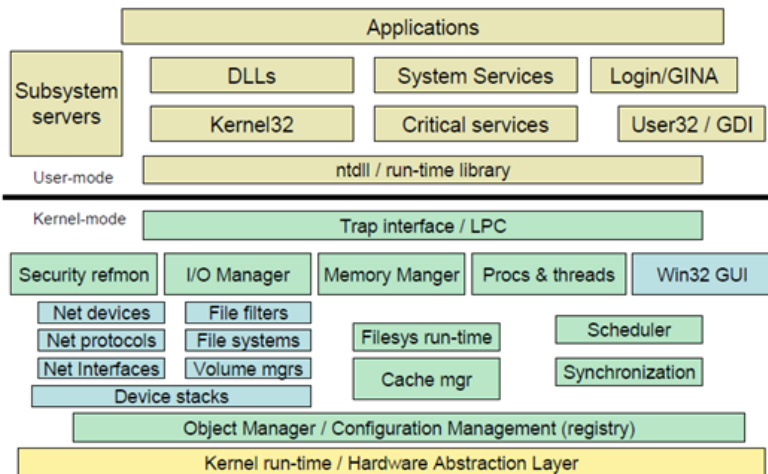 Applications
Subsystem
servers
DLLs
System Services
Login/GINA
Kernel32
Critical services
User32 / GDI
ntdll / run-time library
User-mode
Kernel-mode
Trap interface / LPC
Security refmon
I/O Manager
Memory Manger
Procs & threads
Win32 GUI
Net devices
File filters
Net protocols
File systems
Net Interfaces
Volume mgrs
Device stacks
Filesys run-time
Cache mgr
Scheduler
Synchronization
Object Manager / Configuration Management (registry)
Kernel run-time / Hardware Abstraction Layer